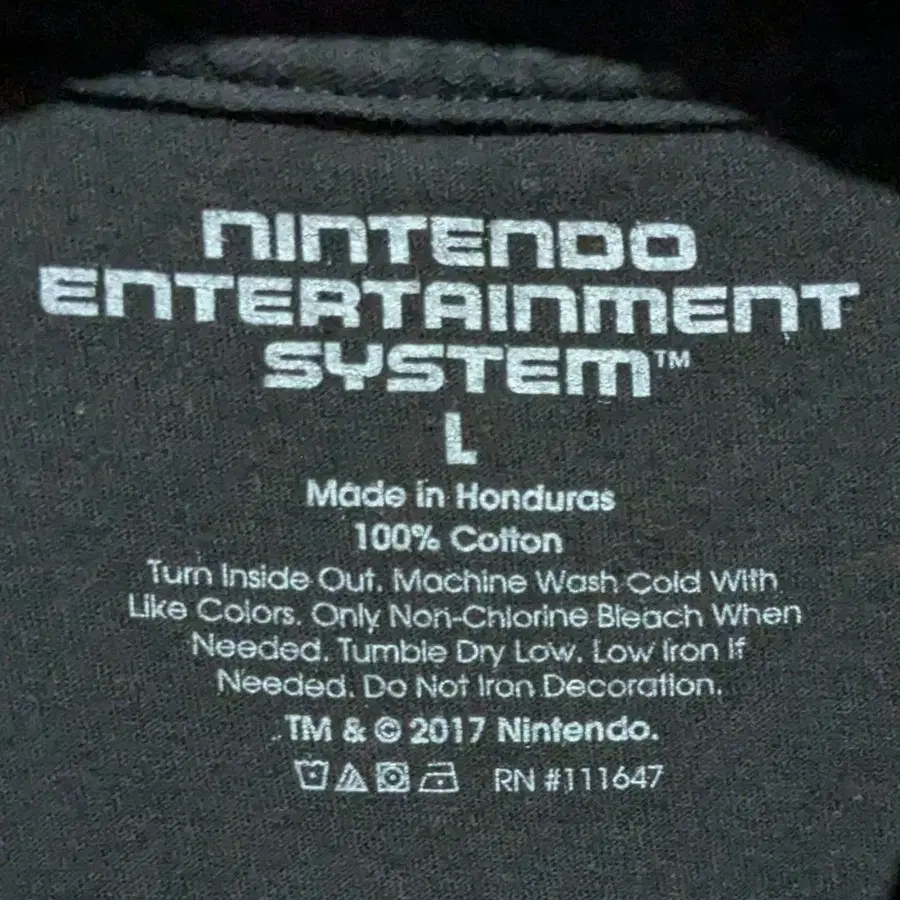 NINTENDO
ENTERTAINMENT
SYSTEM™
L
Made in Honduras
100% Cotton
Turn Inside Out. Machine Wash Cold With
Like Colors. Only Non-Chlorine Bleach When
Needed. Tumble Dry Low. Low Iron If
Needed. Do Not Iron Decoration.
TM & © 2017 Nintendo.
RN #111647